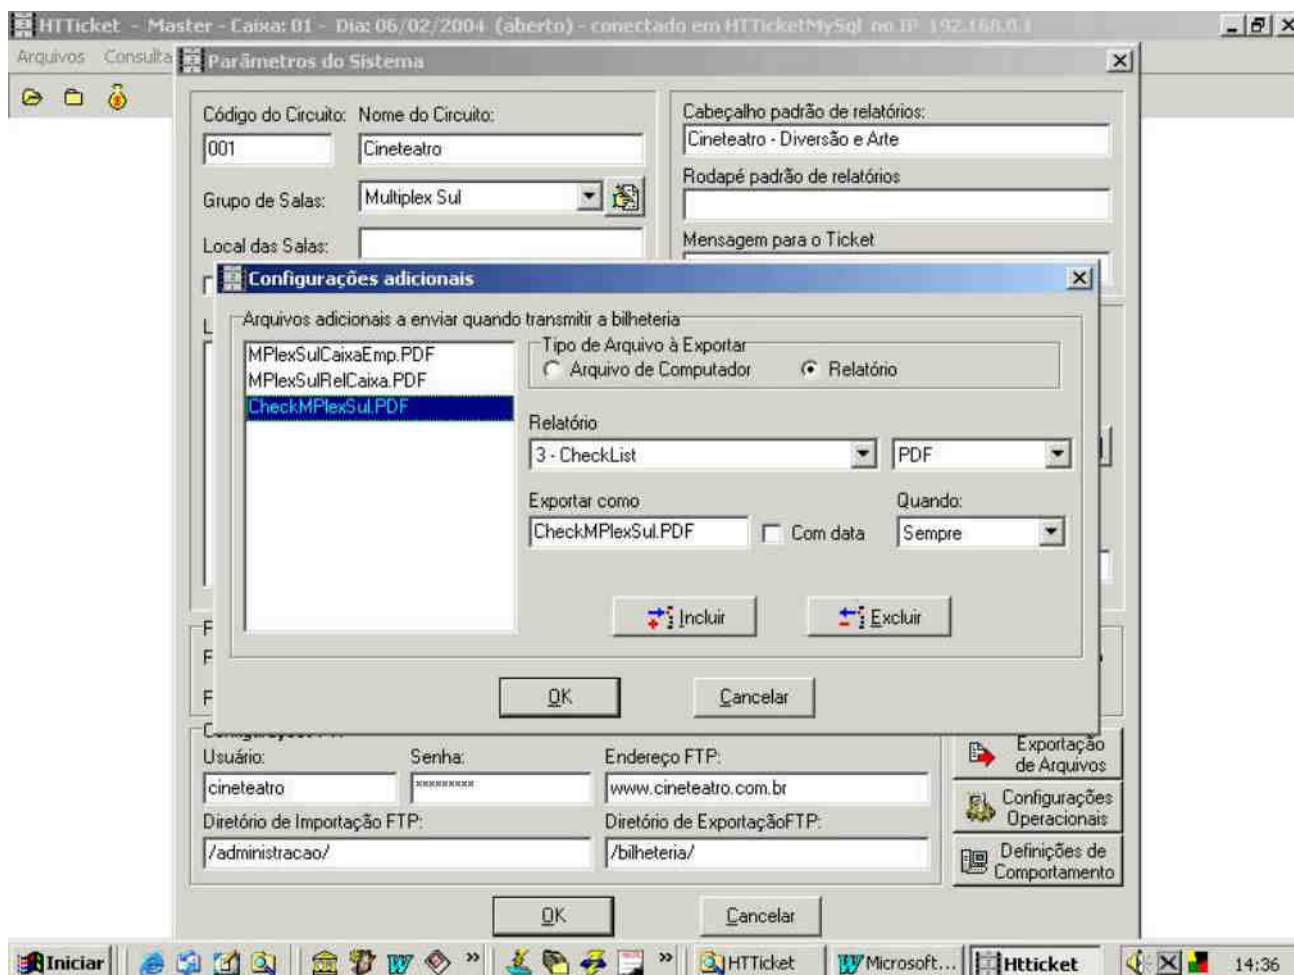 HTTicket - Master - Caixa: 01 - Dia: 06/02/2004 (aberto) - conectado em HTTicketMySql no IP 192.168.0.1
Arquivos Consulta
Parâmetros do Sistema
Código do Circuito: Nome do Circuito:
001 Cineteatro
Grupo de Salas: Multiplex Sul
Local das Salas:
Cabeçalho padrão de relatórios:
Cineteatro - Diversão e Arte
Rodapé padrão de relatórios
Mensagem para o Ticket
Configurações adicionais
Arquivos adicionais a enviar quando transmitir a bilheteria
MPlexSulCaixaEmp.PDF
MPlexSulRelCaixa.PDF
CheckMPlexSul.PDF
Tipo de Arquivo à Exportar
Arquivo de Computador Relatório
Relatório
3 - CheckList PDF
Exportar como Quando:
CheckMPlexSul.PDF Com data Sempre
Incluir Excluir
OK Cancelar
Usuário: Senha: Endereço FTP:
cineteatro ********* www.cineteatro.com.br
Diretório de Importação FTP: Diretório de ExportaçãoFTP:
/administracao/ /bilheteria/
Exportação
de Arquivos
Configurações
Operacionais
Definições de
Comportamento
OK Cancelar
Iniciar » » HTTicket Microsoft... Htticket 14:36